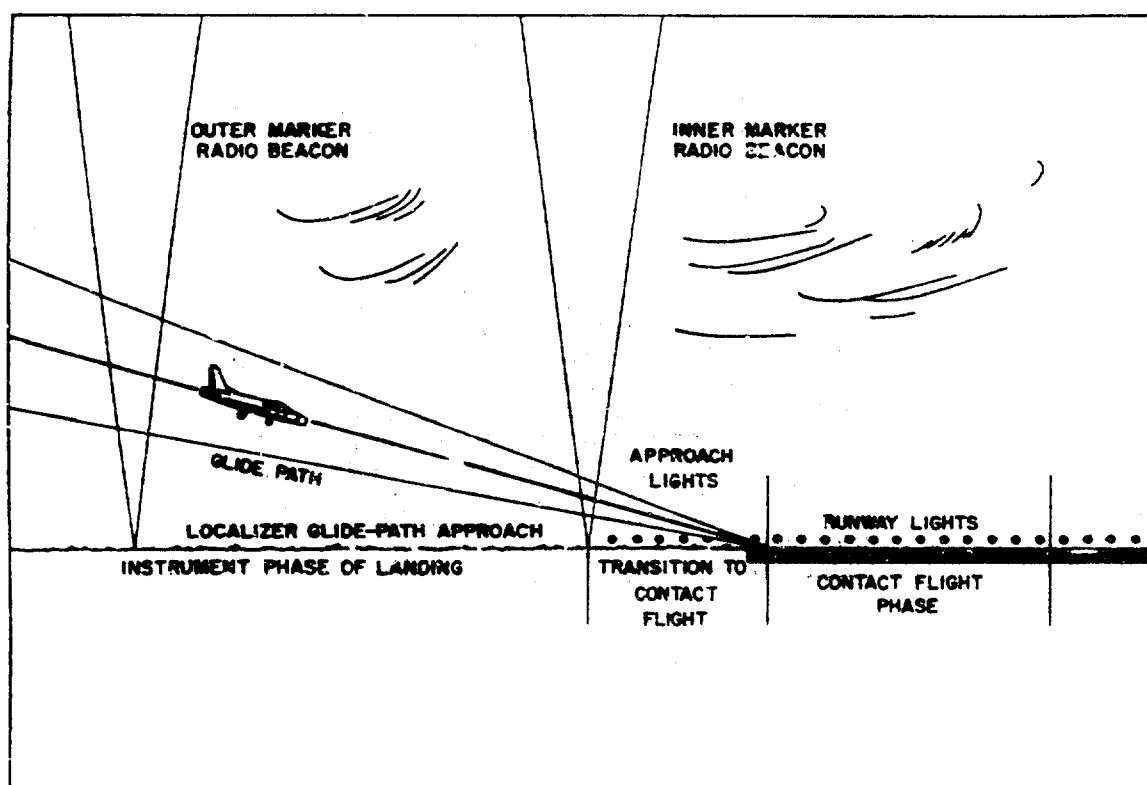 OUTER MARKER
RADIO BEACON
INNER MARKER
RADIO BEACON
GLIDE PATH
APPROACH
LIGHTS
LOCALIZER GLIDE-PATH APPROACH
RUNWAY LIGHTS
INSTRUMENT PHASE OF LANDING
TRANSITION TO
CONTACT
FLIGHT
CONTACT FLIGHT
PHASE